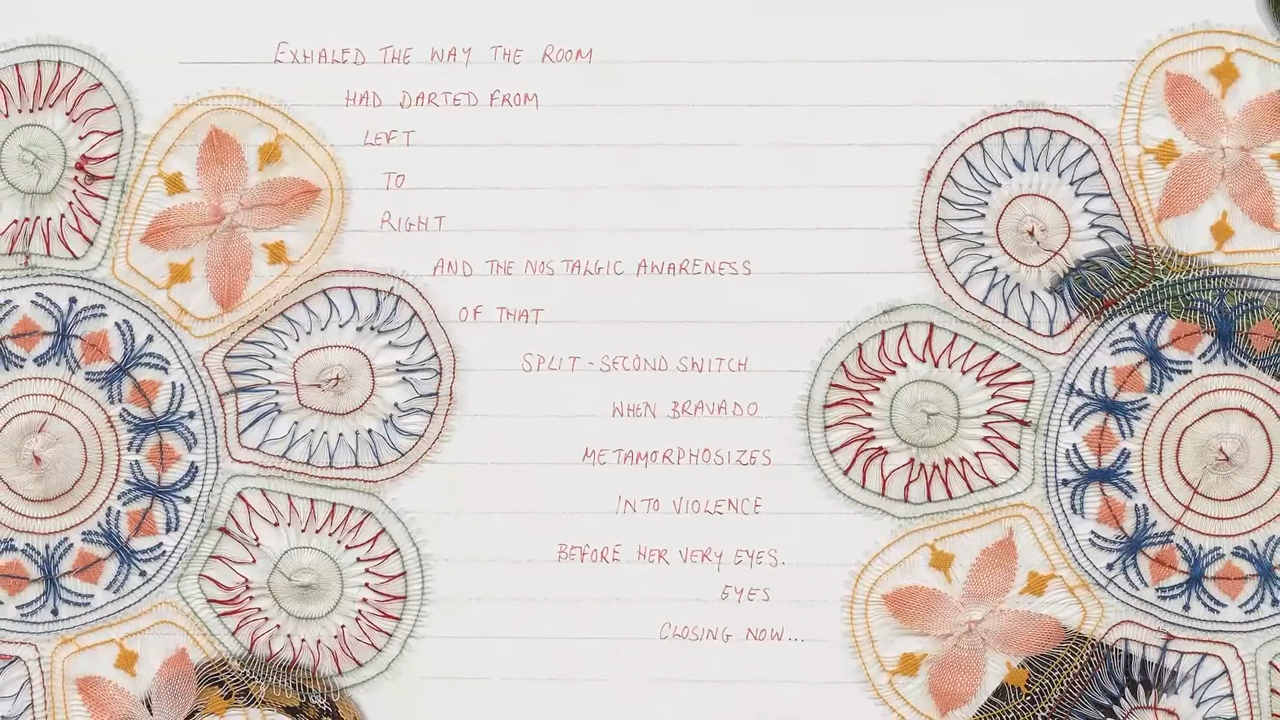 EXHALED THE WAY THE ROOM
HAD DARTED FROM
LEFT
TO
RIGHT
AND THE NOSTALGIC AWARENESS
OF THAT
SPLIT-SECOND SWITCH
WHEN BRAVADO
METAMORPHOSIZES
INTO VIOLENCE
BEFORE HER VERY EYES.
EYES
CLOSING NOW...